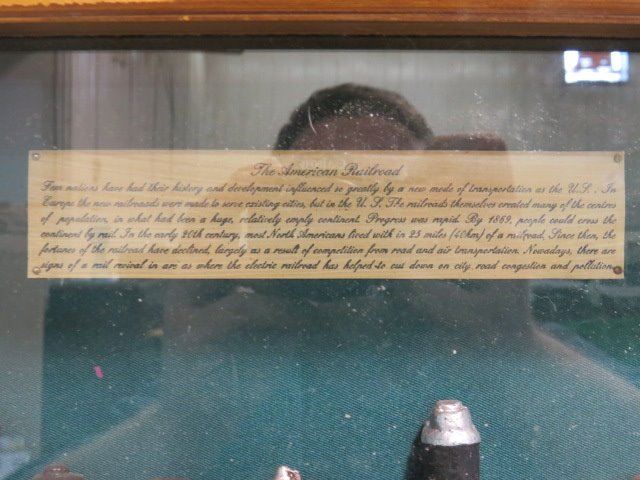 The American Railroad
Few nations have had their history and development influenced so greatly by a new mode of transportation as the U.S.. In
Europe the new railroads were made to serve existing cities, but in the U. S. The railroads themselves created many of the centres
of population, in what had been a huge, relatively empty continent. Progress was rapid. By 1869, people could cross the
continent by rail. In the early 20th century, most North Americans lived with in 25 miles (40km) of a railroad. Since then, the
fortunes of the railroad have declined, largely as a result of competition from road and air transportation. Nowadays, there are
signs of a rail revival in are as where the electric railroad has helped to cut down on city road congestion and pollution.